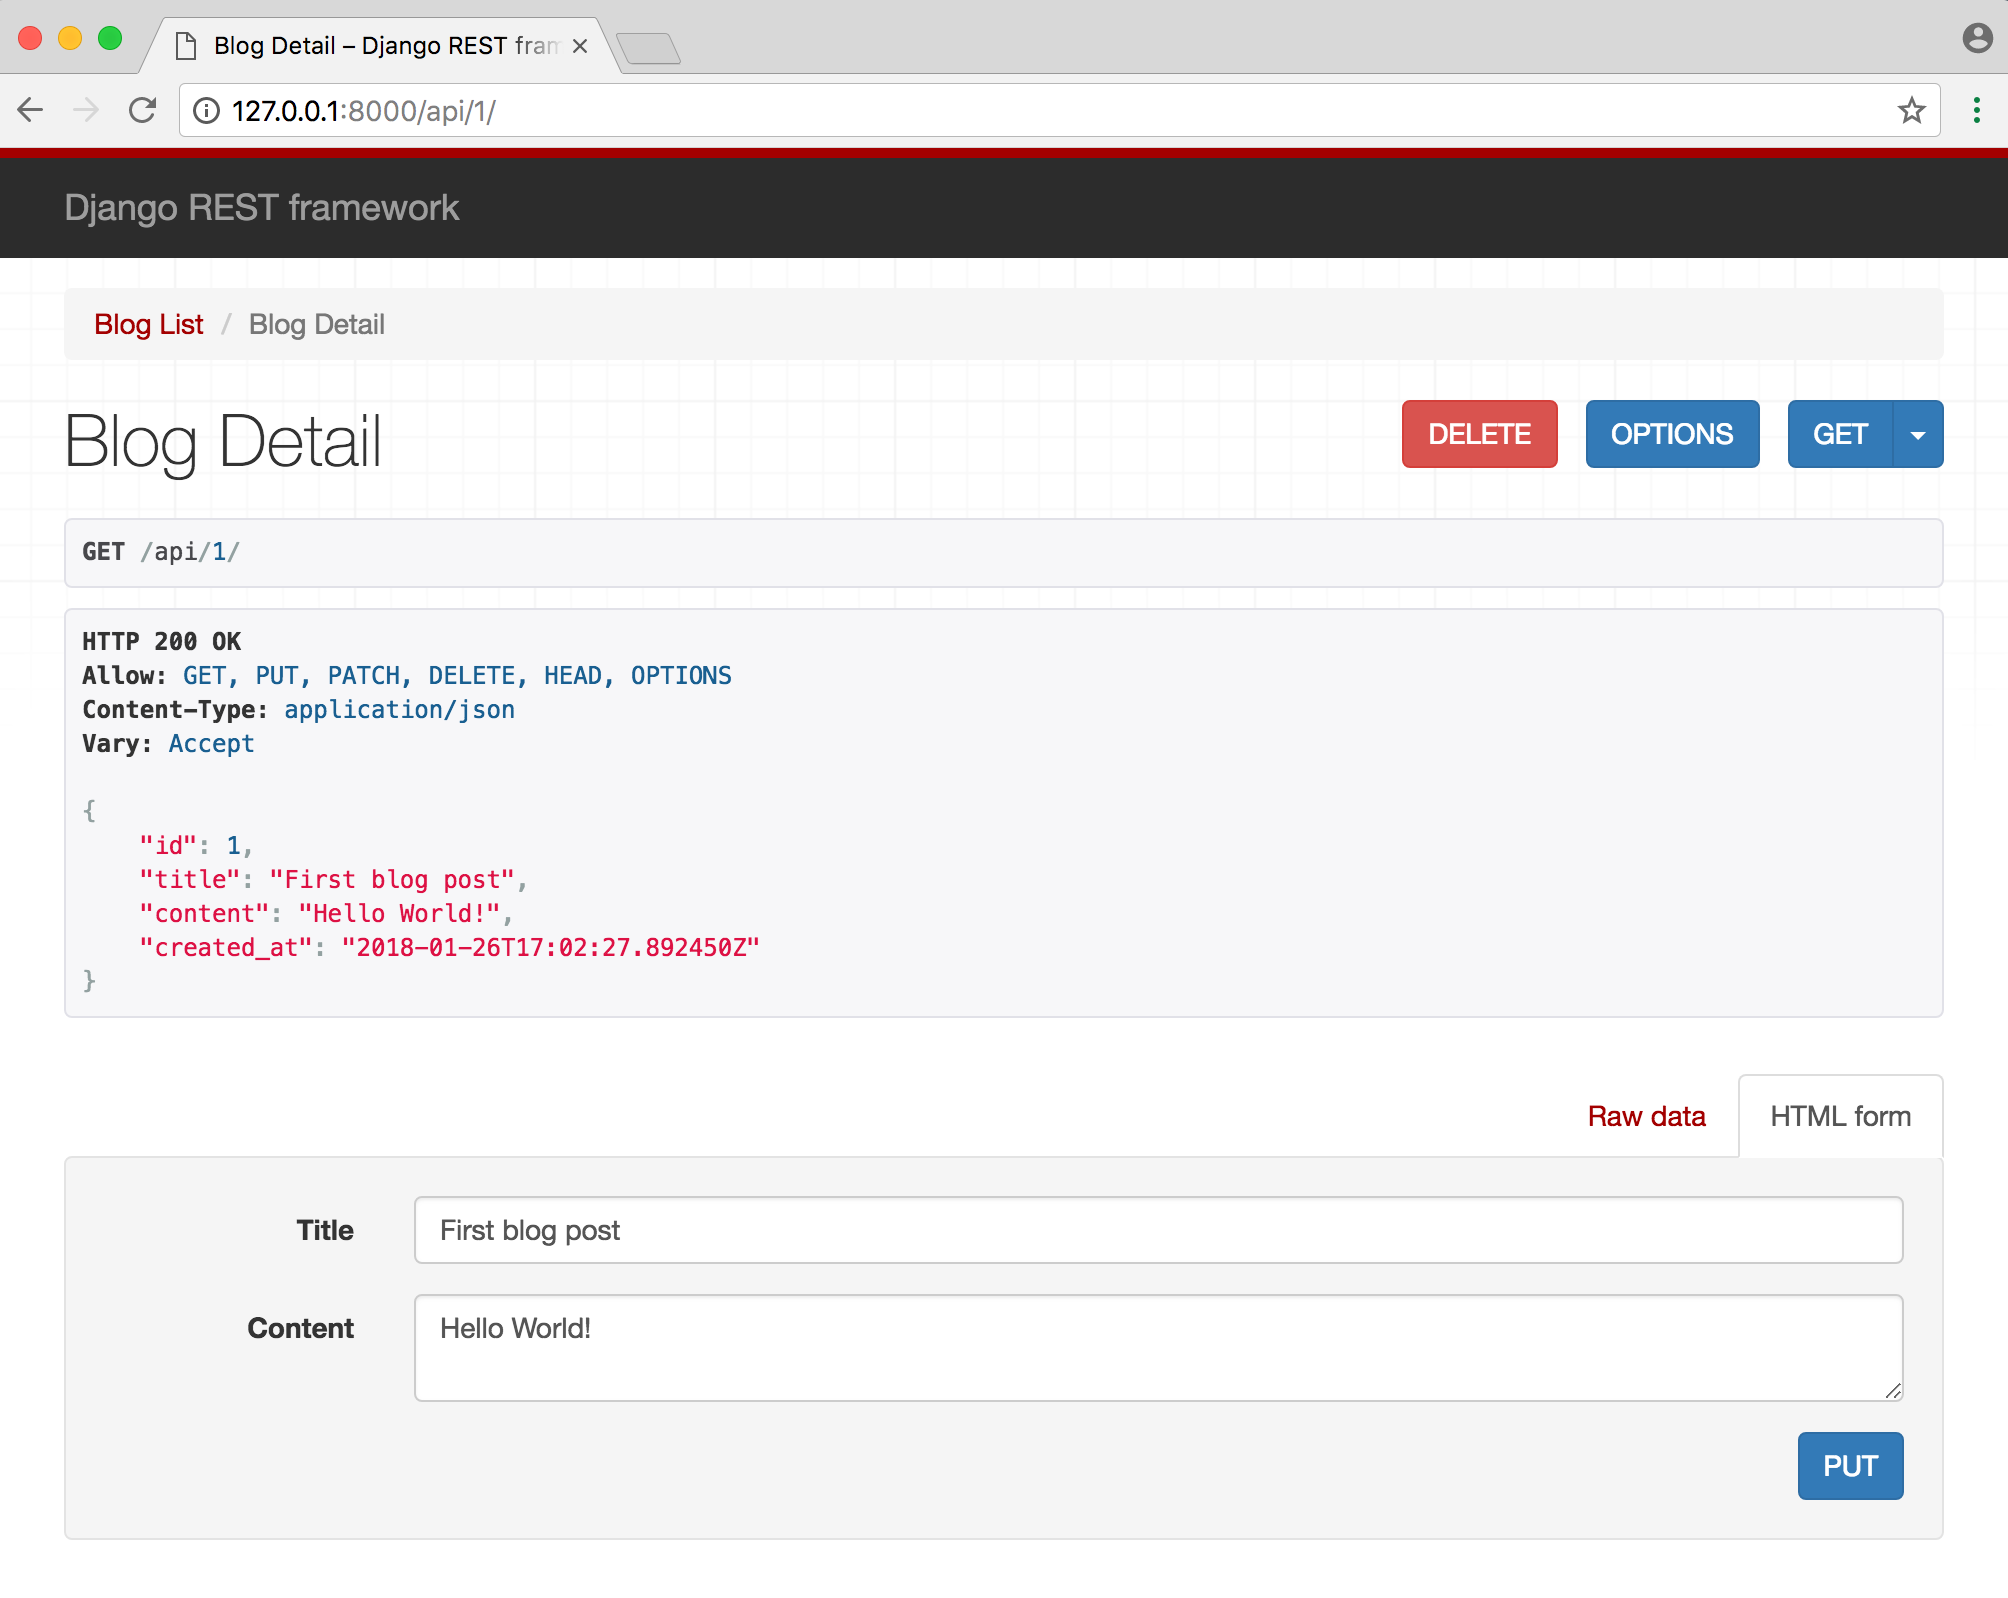 Blog Detail – Django REST fram
127.0.0.1:8000/api/1/
Django REST framework
Blog List / Blog Detail
Blog Detail
DELETE
OPTIONS
GET
GET /api/1/
HTTP 200 OK
Allow: GET, PUT, PATCH, DELETE, HEAD, OPTIONS
Content-Type: application/json
Vary: Accept
{
    "id": 1,
    "title": "First blog post",
    "content": "Hello World!",
    "created_at": "2018-01-26T17:02:27.892450Z"
}
Raw data
HTML form
Title
First blog post
Content
Hello World!
PUT